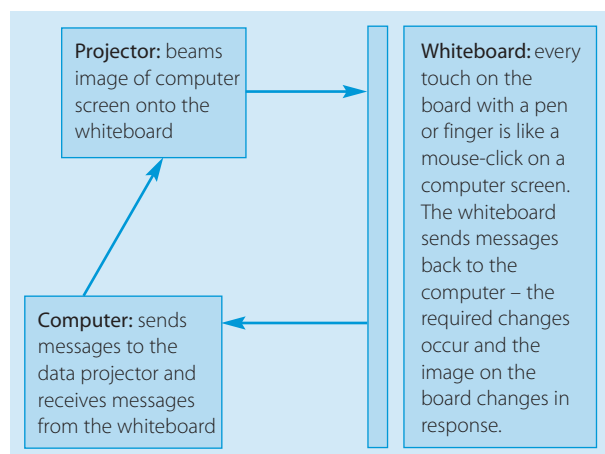 Projector: beams
image of computer
screen onto the
whiteboard
Whiteboard: every
touch on the
board with a pen
or finger is like a
mouse-click on a
computer screen.
The whiteboard
sends messages
back to the
computer – the
required changes
occur and the
image on the
board changes in
response.
Computer: sends
messages to the
data projector and
receives messages
from the whiteboard